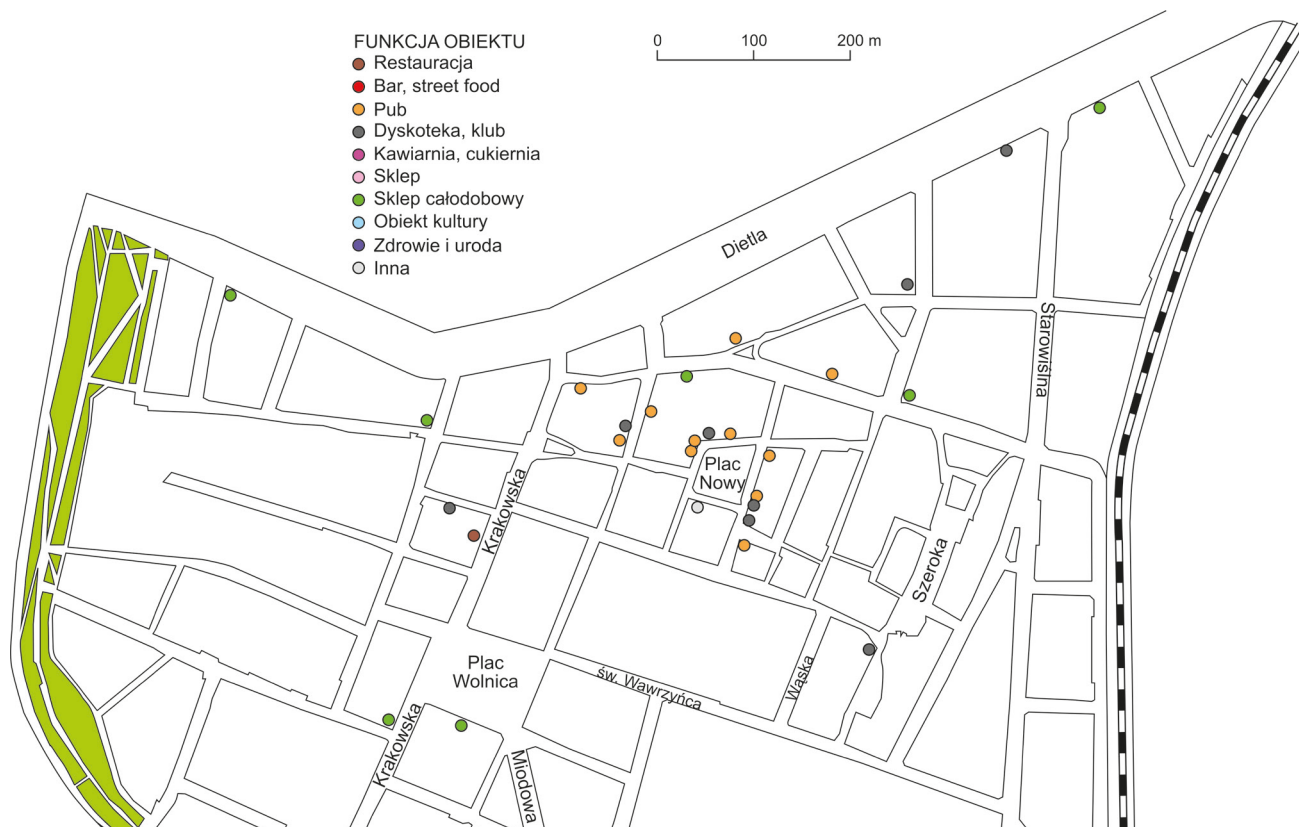 FUNKCJA OBIEKTU
Restauracja
Bar, street food
Pub
Dyskoteka, klub
Kawiarnia, cukiernia
Sklep
Sklep całodobowy
Obiekt kultury
Zdrowie i uroda
Inna
0 100 200 m
Dietla
Starowiślna
Plac
Nowy
Krakowska
Szeroka
Plac
Wolnica
św. Wawrzyńca
Wąska
Krakowska
Miodowa